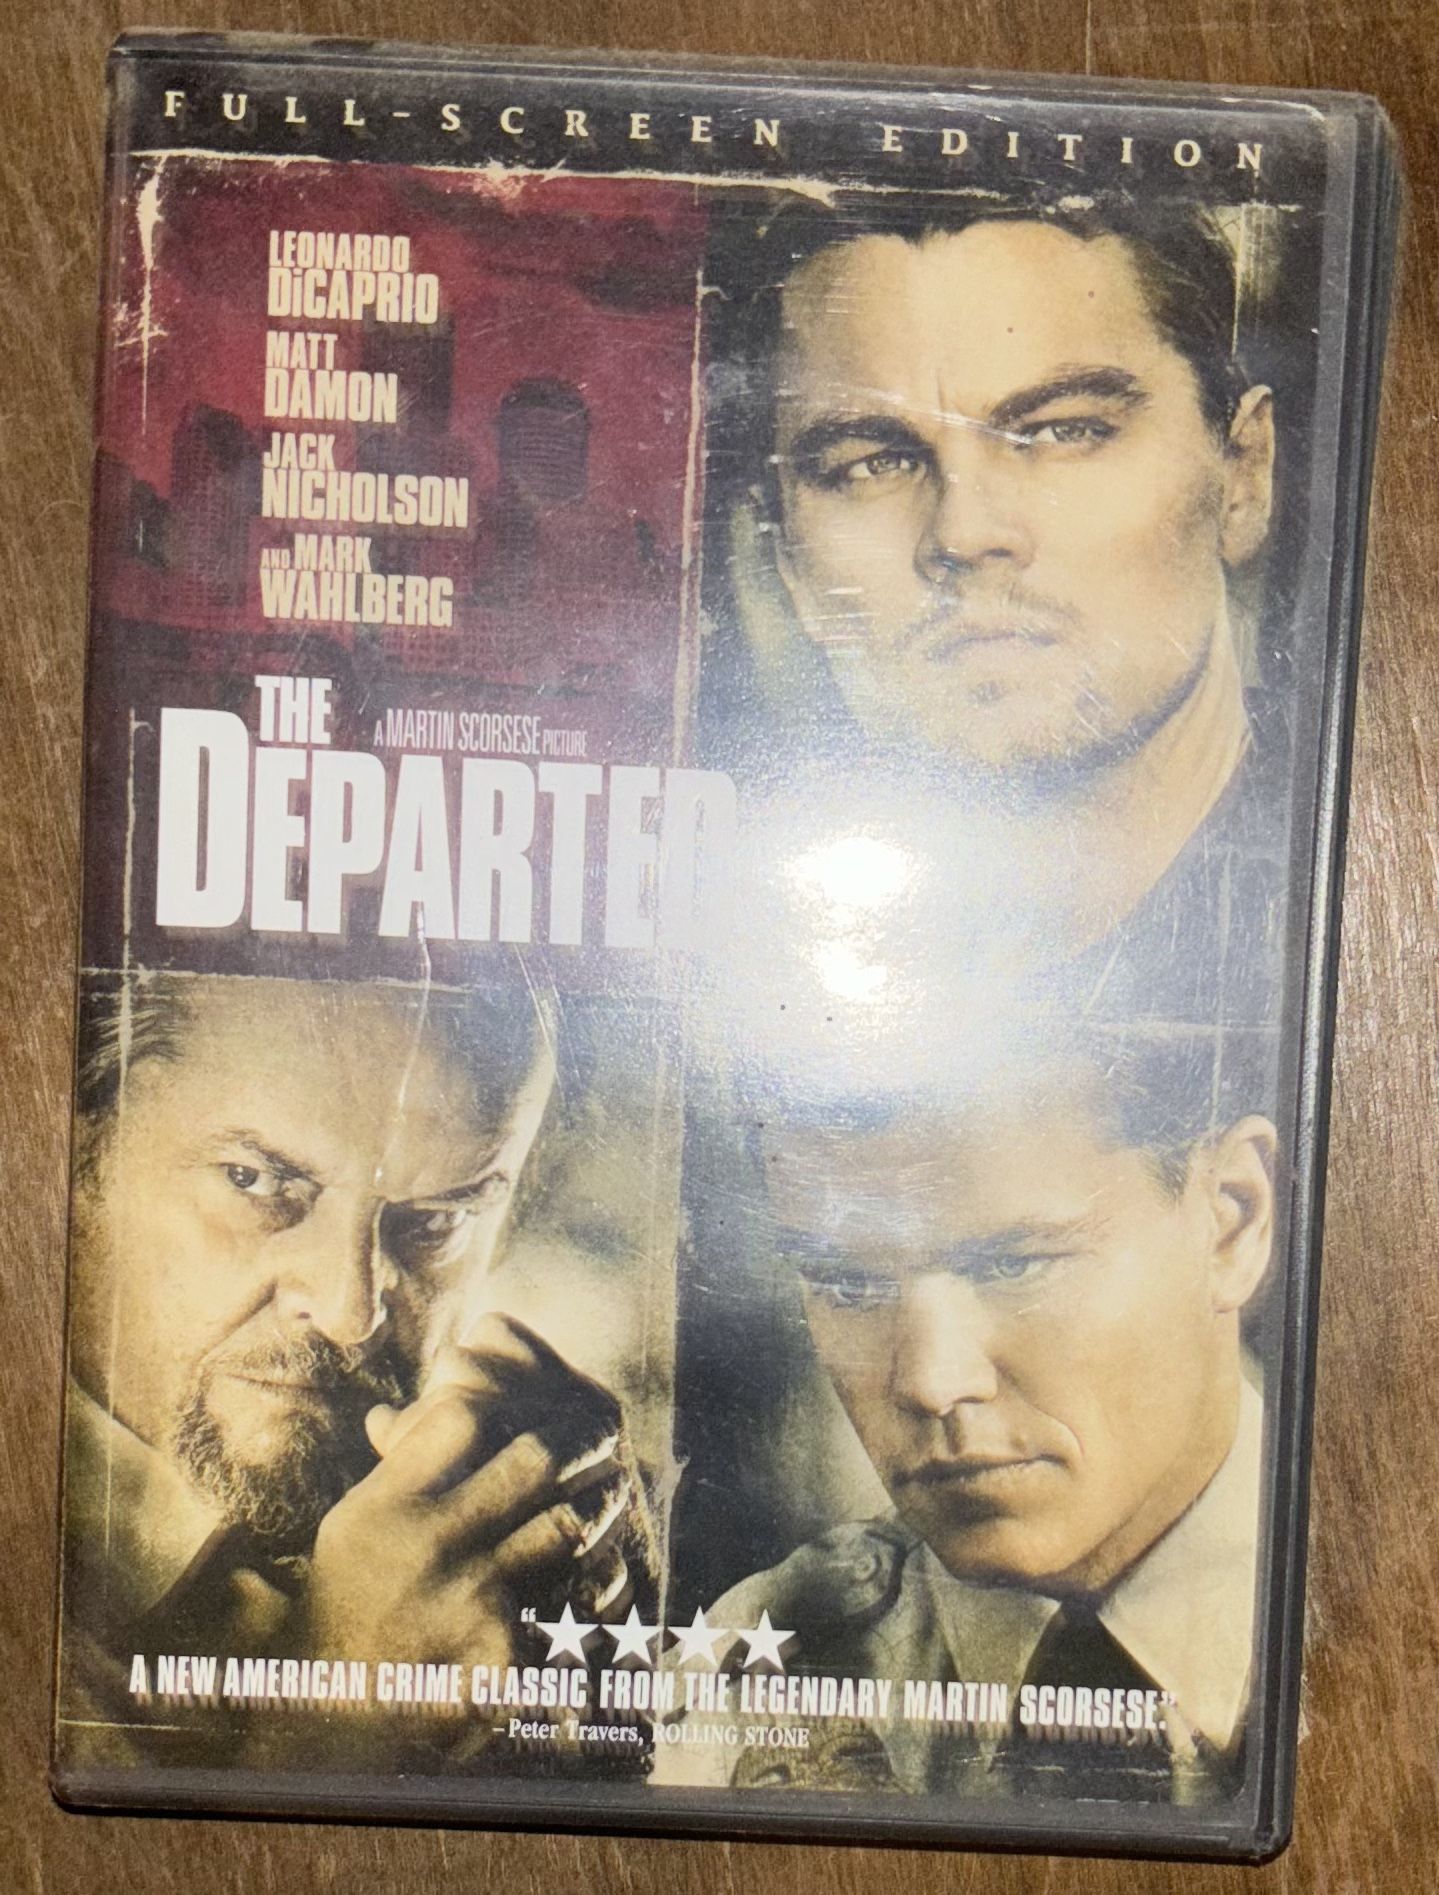 FULL-SCREEN EDITION
LEONARDO
DiCAPRIO
MATT
DAMON
JACK
NICHOLSON
AND MARK
WAHLBERG
THE
A MARTIN SCORSESE PICTURE
DEPARTED
"★★★★
A NEW AMERICAN CRIME CLASSIC FROM THE LEGENDARY MARTIN SCORSESE."
–Peter Travers, ROLLING STONE